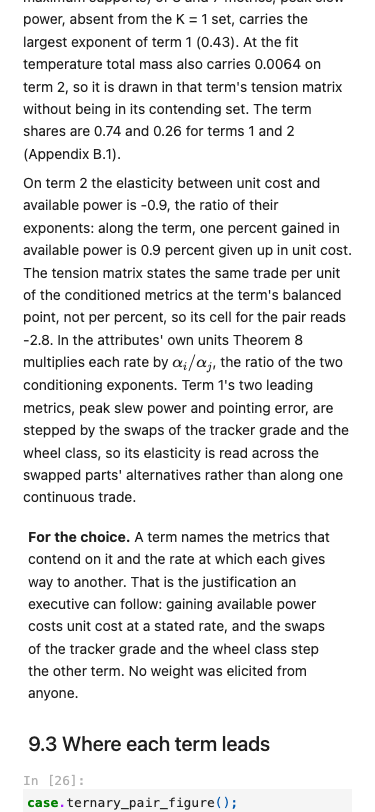 power, absent from the K = 1 set, carries the
largest exponent of term 1 (0.43). At the fit
temperature total mass also carries 0.0064 on
term 2, so it is drawn in that term's tension matrix
without being in its contending set. The term
shares are 0.74 and 0.26 for terms 1 and 2
(Appendix B.1).
On term 2 the elasticity between unit cost and
available power is -0.9, the ratio of their
exponents: along the term, one percent gained in
available power is 0.9 percent given up in unit cost.
The tension matrix states the same trade per unit
of the conditioned metrics at the term's balanced
point, not per percent, so its cell for the pair reads
-2.8. In the attributes' own units Theorem 8
multiplies each rate by αᵢ/αⱼ, the ratio of the two
conditioning exponents. Term 1's two leading
metrics, peak slew power and pointing error, are
stepped by the swaps of the tracker grade and the
wheel class, so its elasticity is read across the
swapped parts' alternatives rather than along one
continuous trade.
For the choice. A term names the metrics that
contend on it and the rate at which each gives
way to another. That is the justification an
executive can follow: gaining available power
costs unit cost at a stated rate, and the swaps
of the tracker grade and the wheel class step
the other term. No weight was elicited from
anyone.
9.3 Where each term leads
In [26]:
case.ternary_pair_figure();